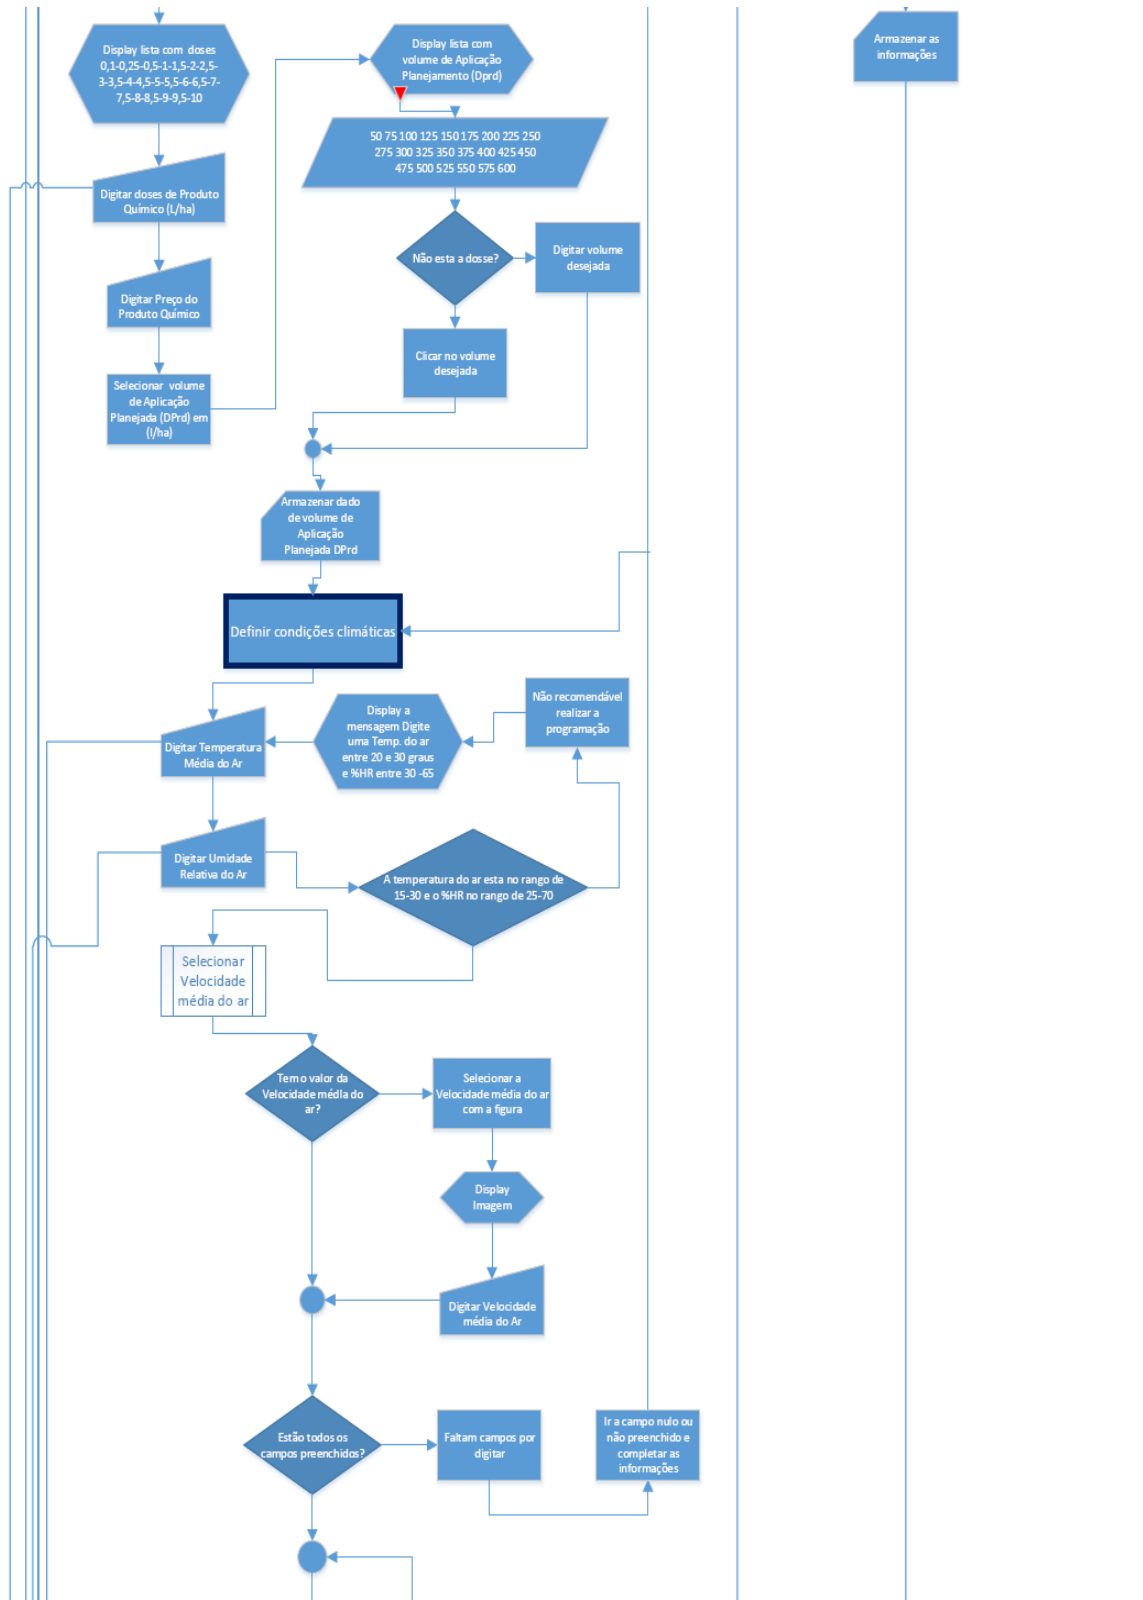 Display lista com doses
0,1-0,25-0,5-1-1,5-2-2,5-
3-3,5-4-4,5-5-5,5-6-6,5-7-
7,5-8-8,5-9-9,5-10
Digitar doses de Produto
Químico (L/ha)
Digitar Preço do
Produto Químico
Selecionar volume
de Aplicação
Planejada (DPrd) em
(l/ha)
Display lista com
volume de Aplicação
Planejamento (Dprd)
50 75 100 125 150 175 200 225 250
275 300 325 350 375 400 425 450
475 500 525 550 575 600
Não esta a dosse?
Digitar volume
desejada
Clicar no volume
desejada
Armazenar dado
de volume de
Aplicação
Planejada DPrd
Armazenar as
informações
Definir condições climáticas
Digitar Temperatura
Média do Ar
Display a
mensagem Digite
uma Temp. do ar
entre 20 e 30 graus
e %HR entre 30 -65
Não recomendável
realizar a
programação
Digitar Umidade
Relativa do Ar
A temperatura do ar esta no rango de
15-30 e o %HR no rango de 25-70
Selecionar
Velocidade
média do ar
Tem o valor da
Velocidade média do
ar?
Selecionar a
Velocidade média do ar
com a figura
Display
Imagem
Digitar Velocidade
média do Ar
Estão todos os
campos preenchidos?
Faltam campos por
digitar
Ir a campo nulo ou
não preenchido e
completar as
informações